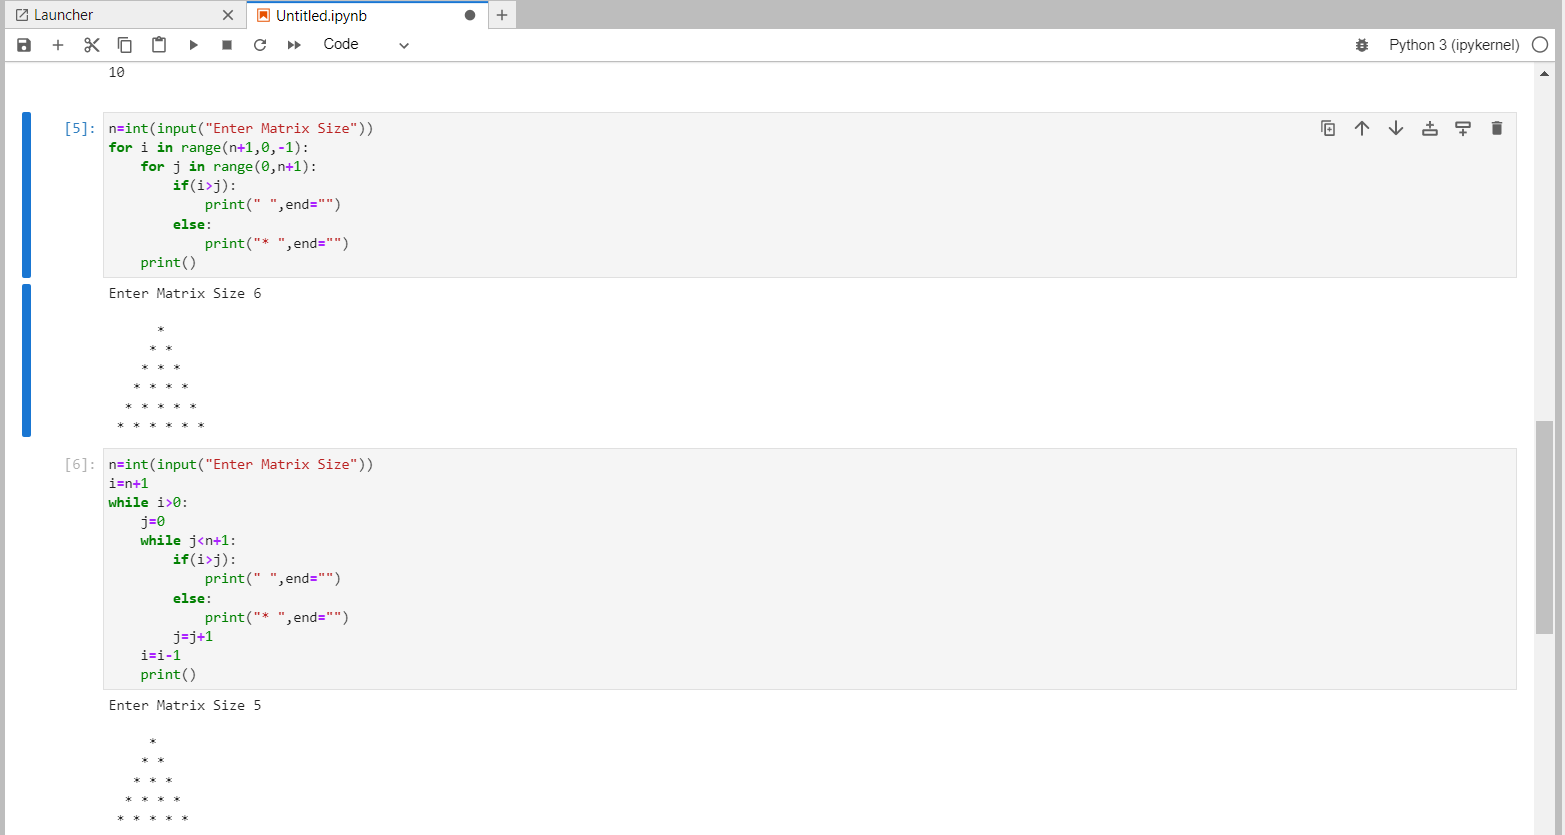 Launcher
Untitled.ipynb
Code
Python 3 (ipykernel)
10
[5]:
n=int(input("Enter Matrix Size"))
for i in range(n+1,0,-1):
    for j in range(0,n+1):
        if(i>j):
            print(" ",end="")
        else:
            print("* ",end="")
    print()
Enter Matrix Size 6
      *
     * *
    * * *
   * * * *
  * * * * *
 * * * * * *
[6]:
n=int(input("Enter Matrix Size"))
i=n+1
while i>0:
    j=0
    while j<n+1:
        if(i>j):
            print(" ",end="")
        else:
            print("* ",end="")
        j=j+1
    i=i-1
    print()
Enter Matrix Size 5
     *
    * *
   * * *
  * * * *
 * * * * *